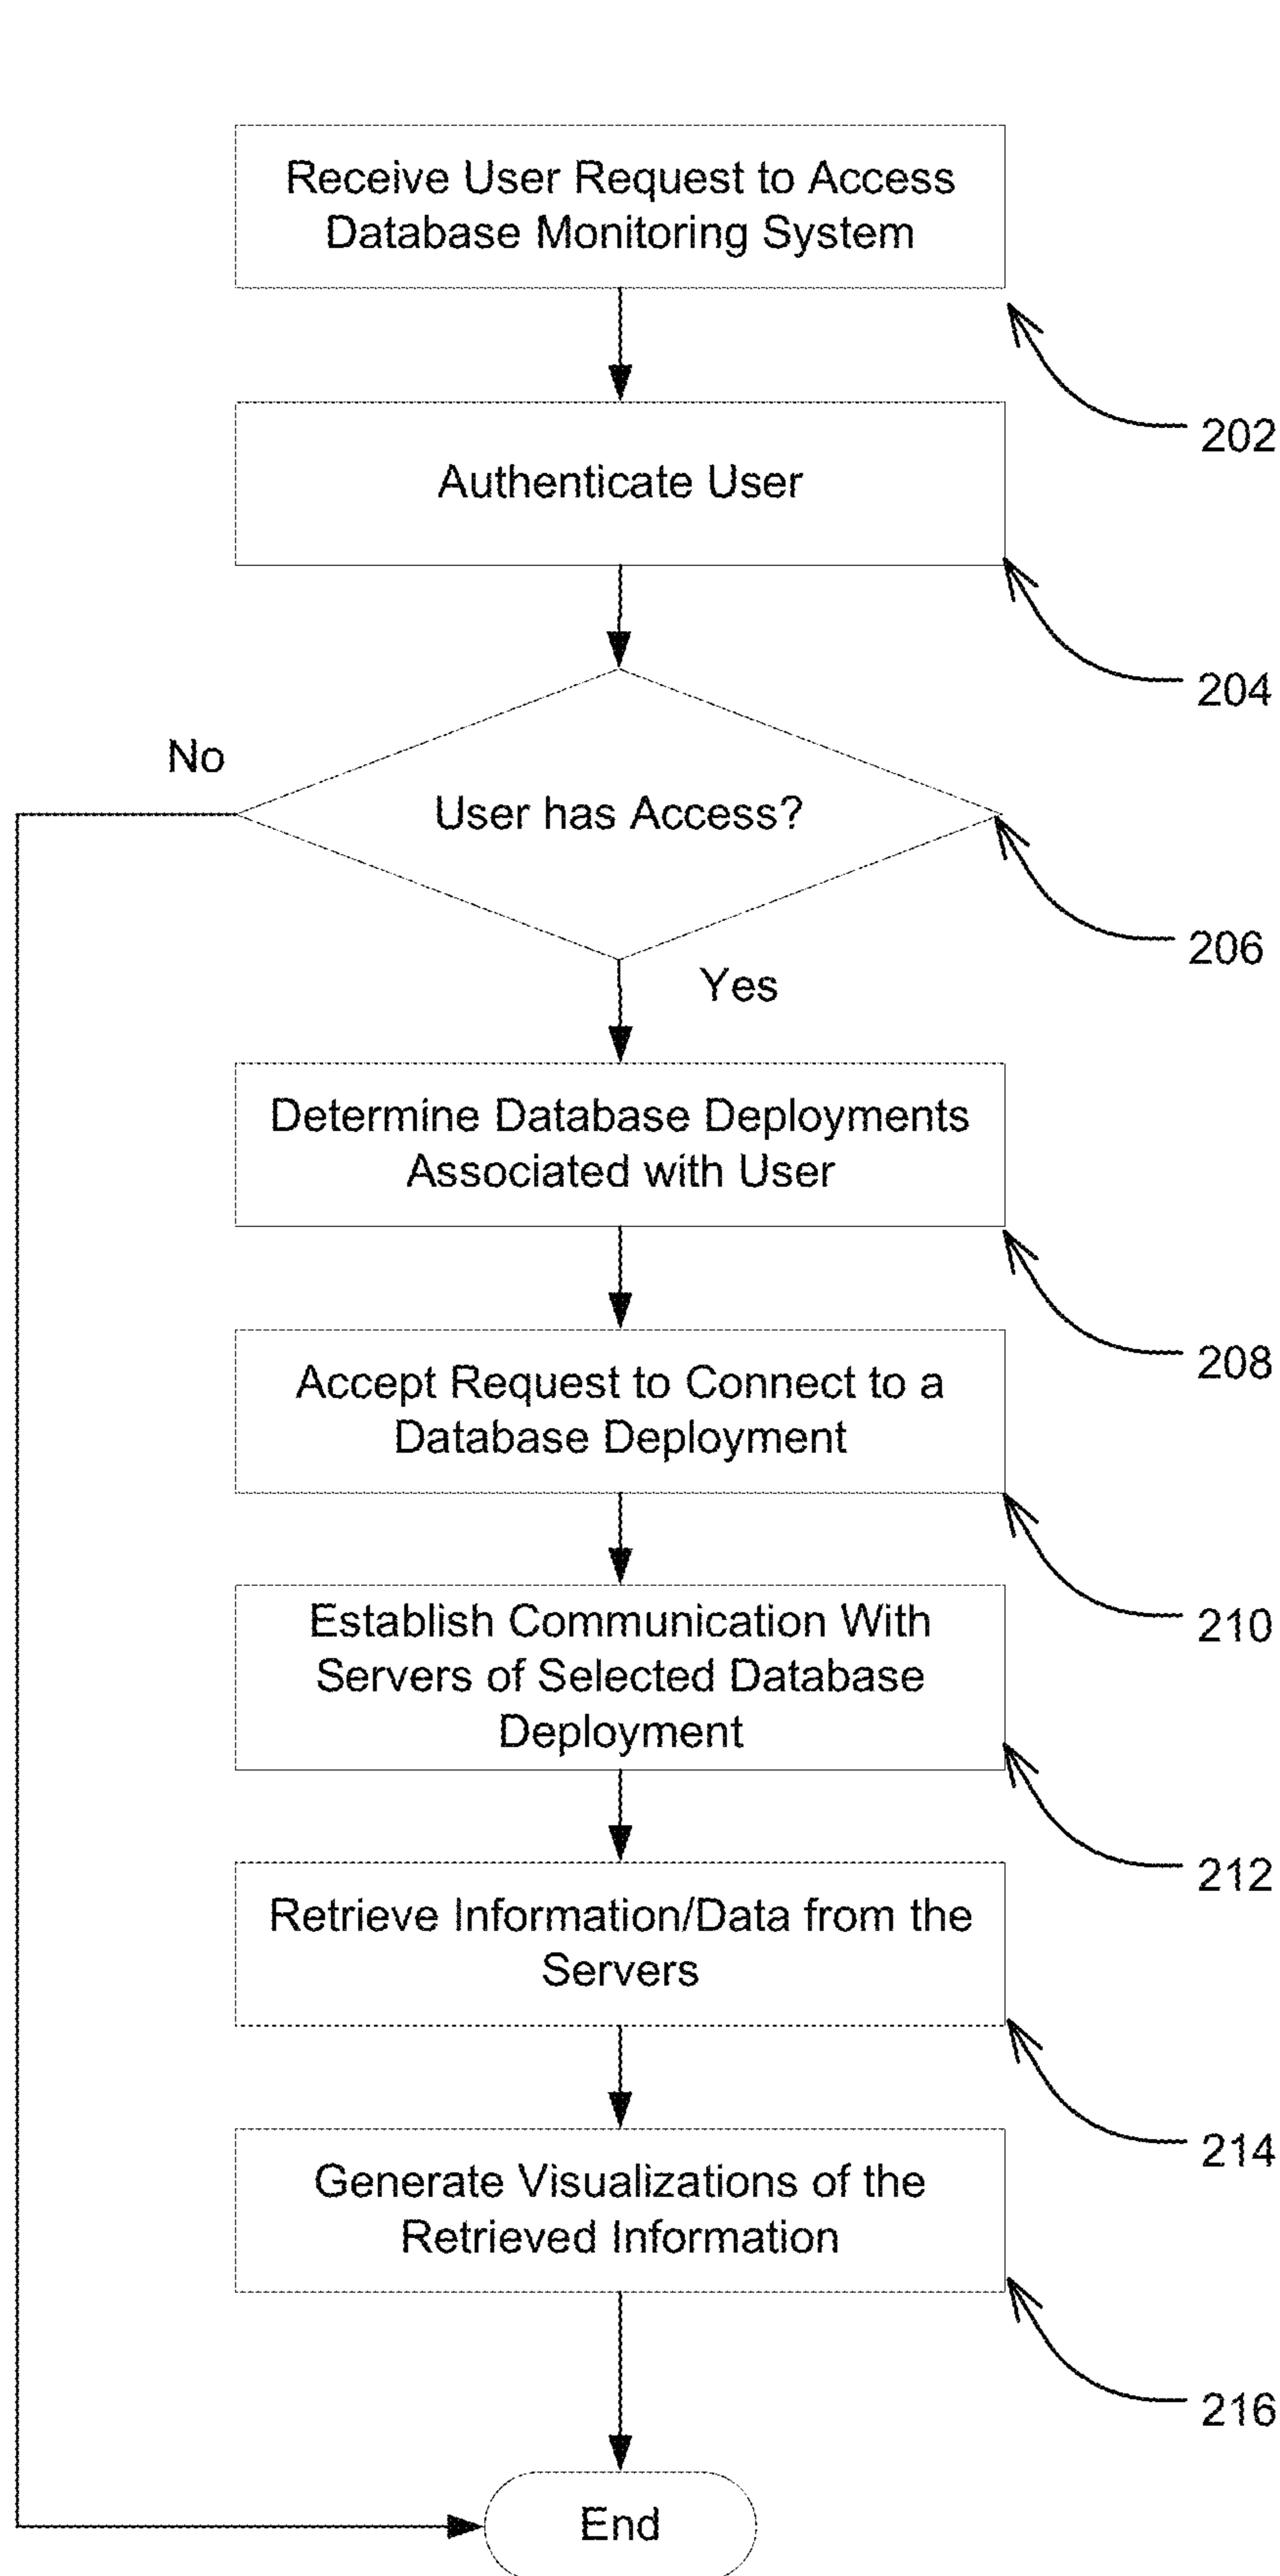 Receive User Request to Access
Database Monitoring System
202
Authenticate User
204
No
User has Access?
206
Yes
Determine Database Deployments
Associated with User
208
Accept Request to Connect to a
Database Deployment
210
Establish Communication With
Servers of Selected Database
Deployment
212
Retrieve Information/Data from the
Servers
214
Generate Visualizations of the
Retrieved Information
216
End